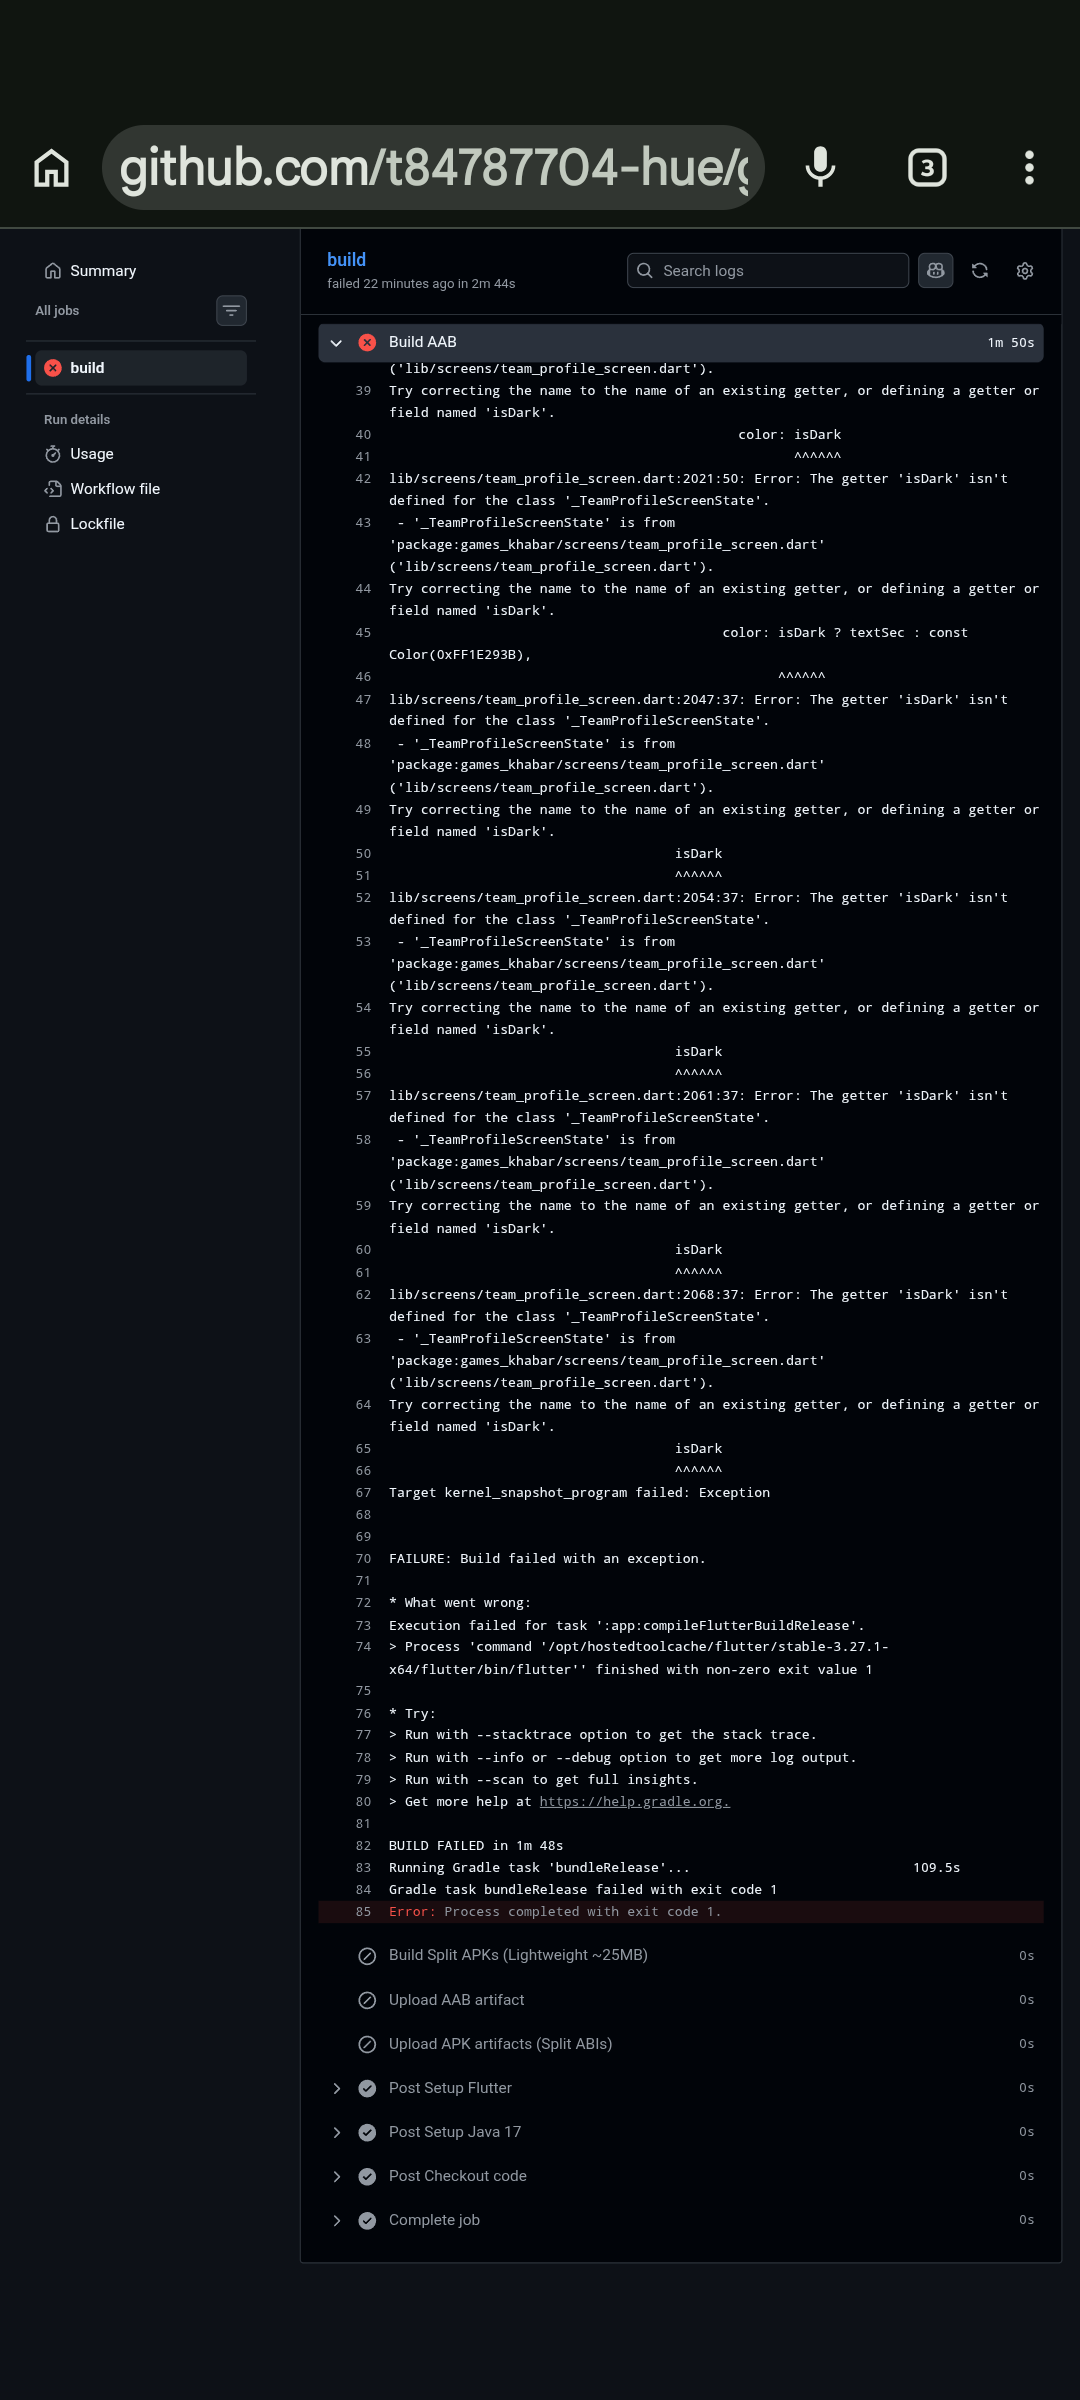 github.com/t84787704-hue/g
3
Summary
All jobs
build
Run details
Usage
Workflow file
Lockfile
build
failed 22 minutes ago in 2m 44s
Search logs
Build AAB
1m 50s
('lib/screens/team_profile_screen.dart').
39 Try correcting the name to the name of an existing getter, or defining a getter or
field named 'isDark'.
40 color: isDark
41 ^^^^^^
42 lib/screens/team_profile_screen.dart:2021:50: Error: The getter 'isDark' isn't
defined for the class '_TeamProfileScreenState'.
43 - '_TeamProfileScreenState' is from
'package:games_khabar/screens/team_profile_screen.dart'
('lib/screens/team_profile_screen.dart').
44 Try correcting the name to the name of an existing getter, or defining a getter or
field named 'isDark'.
45 color: isDark ? textSec : const
Color(0xFF1E293B),
46 ^^^^^^
47 lib/screens/team_profile_screen.dart:2047:37: Error: The getter 'isDark' isn't
defined for the class '_TeamProfileScreenState'.
48 - '_TeamProfileScreenState' is from
'package:games_khabar/screens/team_profile_screen.dart'
('lib/screens/team_profile_screen.dart').
49 Try correcting the name to the name of an existing getter, or defining a getter or
field named 'isDark'.
50 isDark
51 ^^^^^^
52 lib/screens/team_profile_screen.dart:2054:37: Error: The getter 'isDark' isn't
defined for the class '_TeamProfileScreenState'.
53 - '_TeamProfileScreenState' is from
'package:games_khabar/screens/team_profile_screen.dart'
('lib/screens/team_profile_screen.dart').
54 Try correcting the name to the name of an existing getter, or defining a getter or
field named 'isDark'.
55 isDark
56 ^^^^^^
57 lib/screens/team_profile_screen.dart:2061:37: Error: The getter 'isDark' isn't
defined for the class '_TeamProfileScreenState'.
58 - '_TeamProfileScreenState' is from
'package:games_khabar/screens/team_profile_screen.dart'
('lib/screens/team_profile_screen.dart').
59 Try correcting the name to the name of an existing getter, or defining a getter or
field named 'isDark'.
60 isDark
61 ^^^^^^
62 lib/screens/team_profile_screen.dart:2068:37: Error: The getter 'isDark' isn't
defined for the class '_TeamProfileScreenState'.
63 - '_TeamProfileScreenState' is from
'package:games_khabar/screens/team_profile_screen.dart'
('lib/screens/team_profile_screen.dart').
64 Try correcting the name to the name of an existing getter, or defining a getter or
field named 'isDark'.
65 isDark
66 ^^^^^^
67 Target kernel_snapshot_program failed: Exception
68
69
70 FAILURE: Build failed with an exception.
71
72 * What went wrong:
73 Execution failed for task ':app:compileFlutterBuildRelease'.
74 > Process 'command '/opt/hostedtoolcache/flutter/stable-3.27.1-
x64/flutter/bin/flutter'' finished with non-zero exit value 1
75
76 * Try:
77 > Run with --stacktrace option to get the stack trace.
78 > Run with --info or --debug option to get more log output.
79 > Run with --scan to get full insights.
80 > Get more help at https://help.gradle.org.
81
82 BUILD FAILED in 1m 48s
83 Running Gradle task 'bundleRelease'... 109.5s
84 Gradle task bundleRelease failed with exit code 1
85 Error: Process completed with exit code 1.
Build Split APKs (Lightweight ~25MB) 0s
Upload AAB artifact 0s
Upload APK artifacts (Split ABIs) 0s
Post Setup Flutter 0s
Post Setup Java 17 0s
Post Checkout code 0s
Complete job 0s